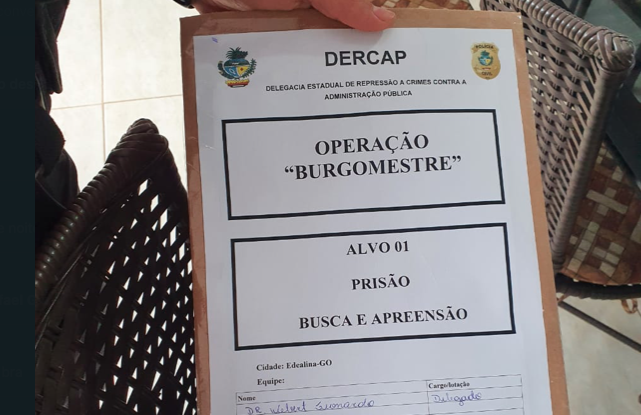 DERCAP
DELEGACIA ESTADUAL DE REPRESSÃO A CRIMES CONTRA A
ADMINISTRAÇÃO PÚBLICA
OPERAÇÃO
“BURGOMESTRE”
ALVO 01
PRISÃO
BUSCA E APREENSÃO
Cidade: Edealina-GO
Equipe:
Nome Cargo/lotação
DR Delegado